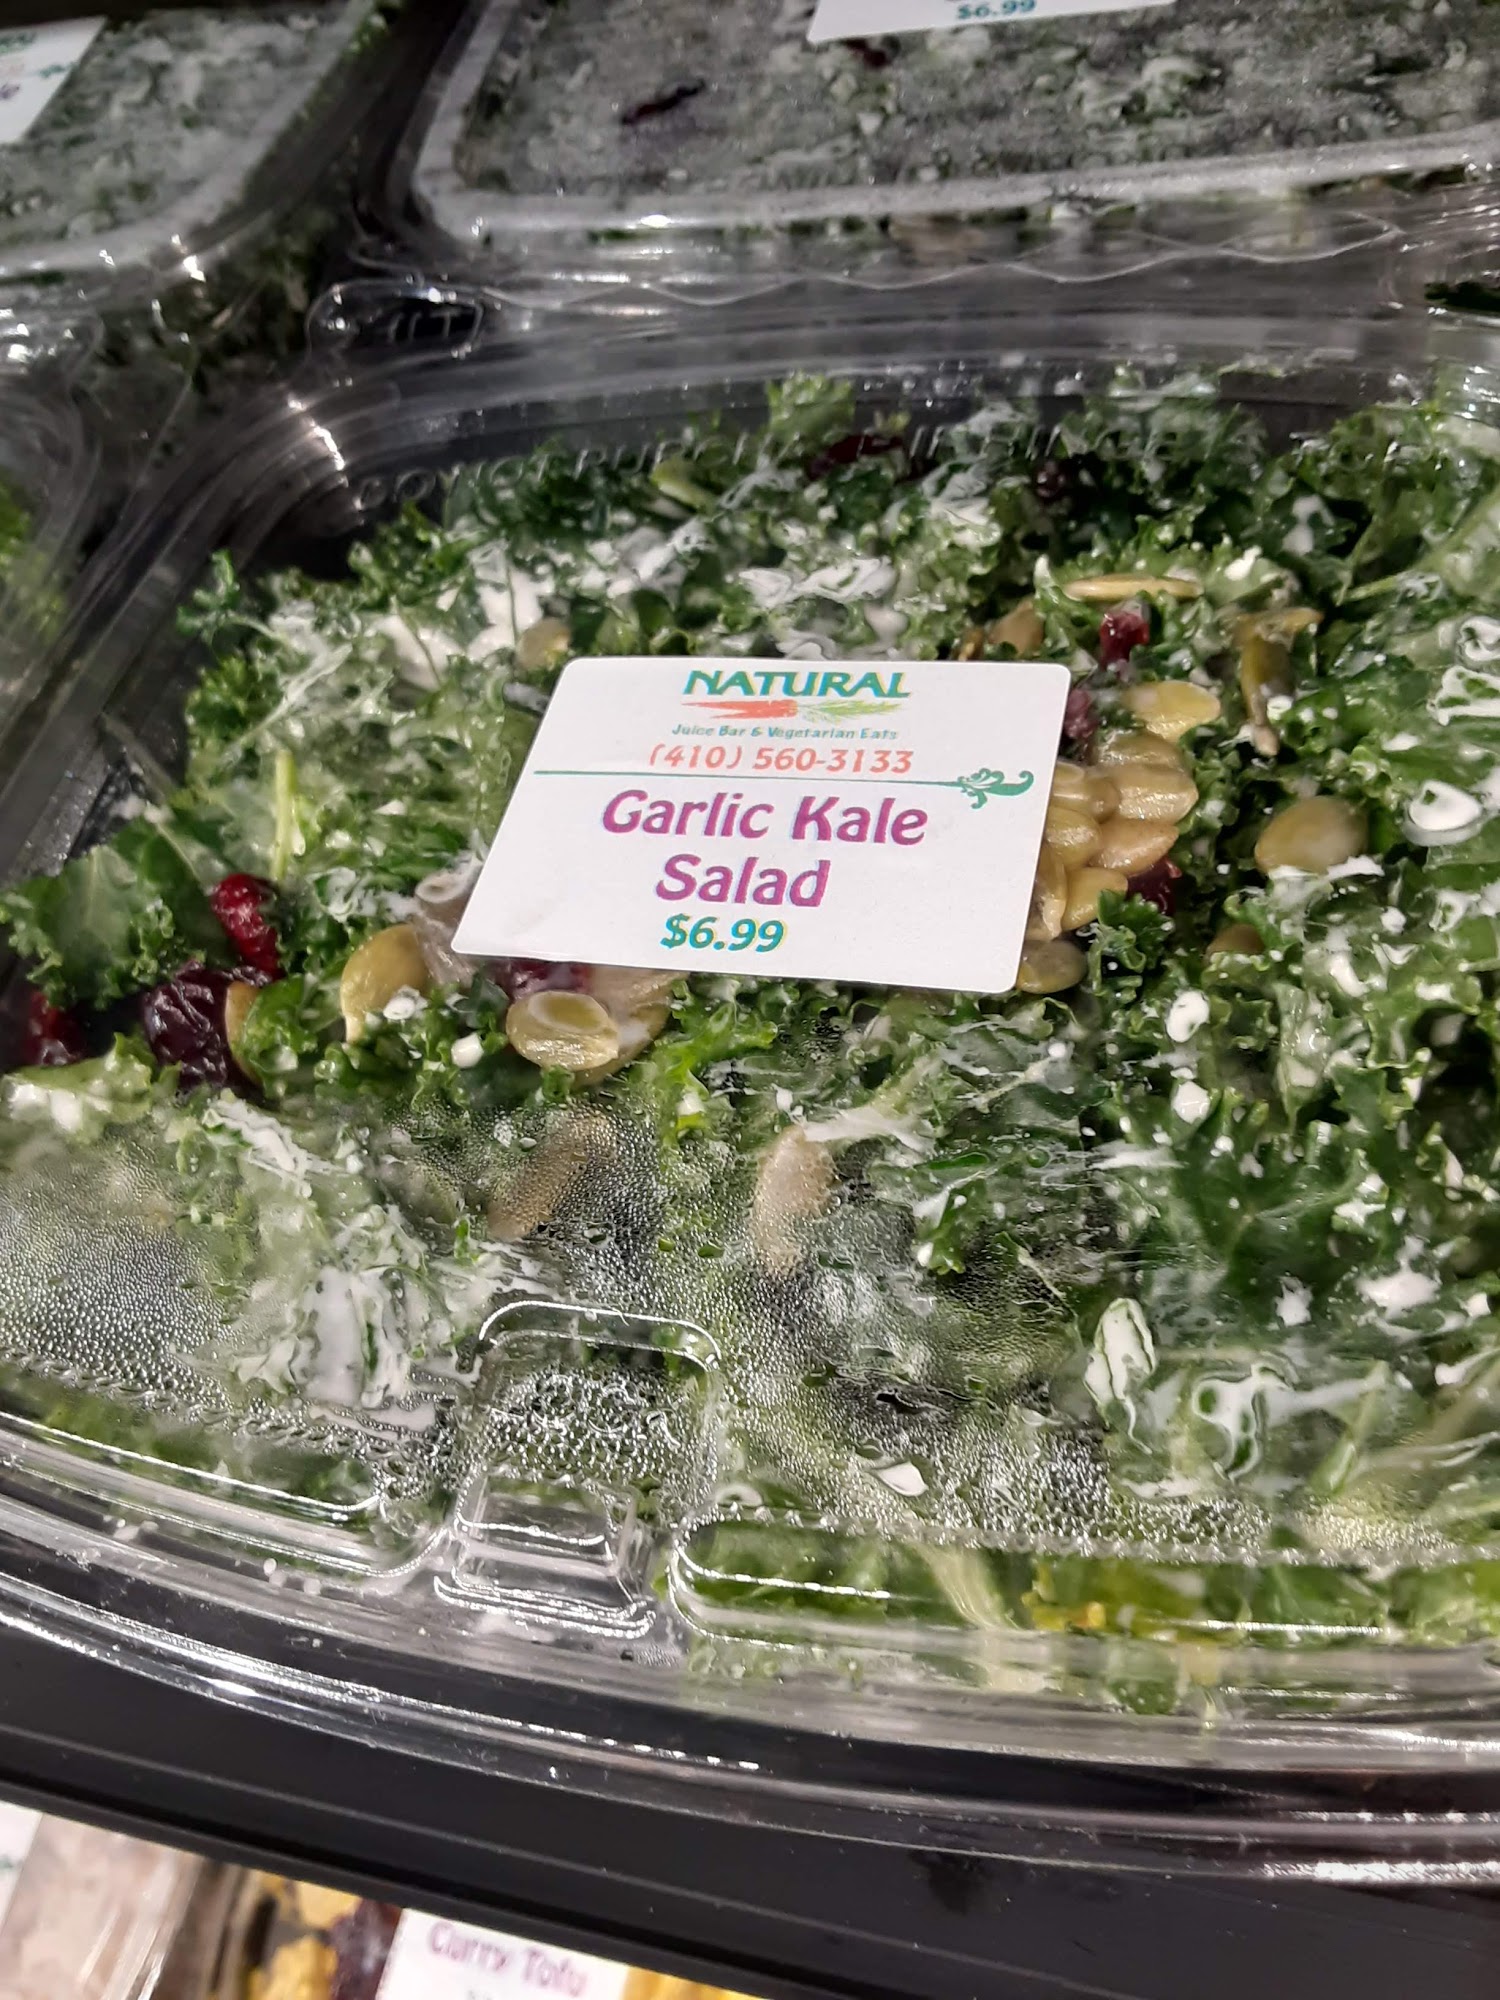 $6.99
NATURAL
Juice Bar & Vegetarian Eats
(410) 560-3133
Garlic Kale
Salad
$6.99
Curry Tofu